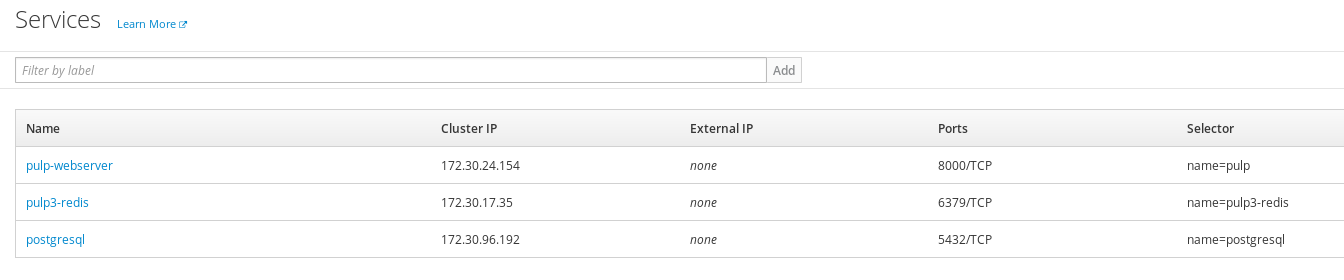 Services Learn More
Filter by label Add
Name Cluster IP External IP Ports Selector
pulp-webserver 172.30.24.154 none 8000/TCP name=pulp
pulp3-redis 172.30.17.35 none 6379/TCP name=pulp3-redis
postgresql 172.30.96.192 none 5432/TCP name=postgresql